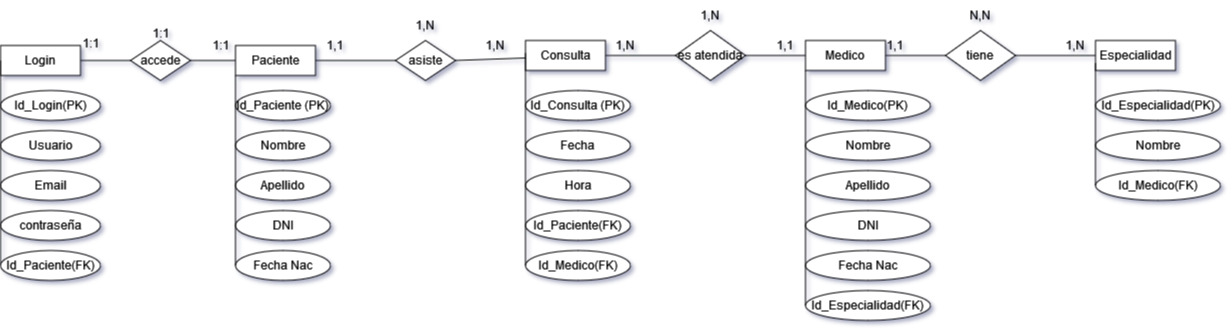 Login
1:1
1:1
accede
1:1
Paciente
1,1
1,N
asiste
1,N
Consulta
1,N
1,N
es atendida
1,1
Medico
1,1
N,N
tiene
1,N
Especialidad
Id_Login(PK)
Usuario
Email
contraseña
Id_Paciente(FK)
Id_Paciente (PK)
Nombre
Apellido
DNI
Fecha Nac
Id_Consulta (PK)
Fecha
Hora
Id_Paciente(FK)
Id_Medico(FK)
Id_Medico(PK)
Nombre
Apellido
DNI
Fecha Nac
Id_Especialidad(FK)
Id_Especialidad(PK)
Nombre
Id_Medico(FK)